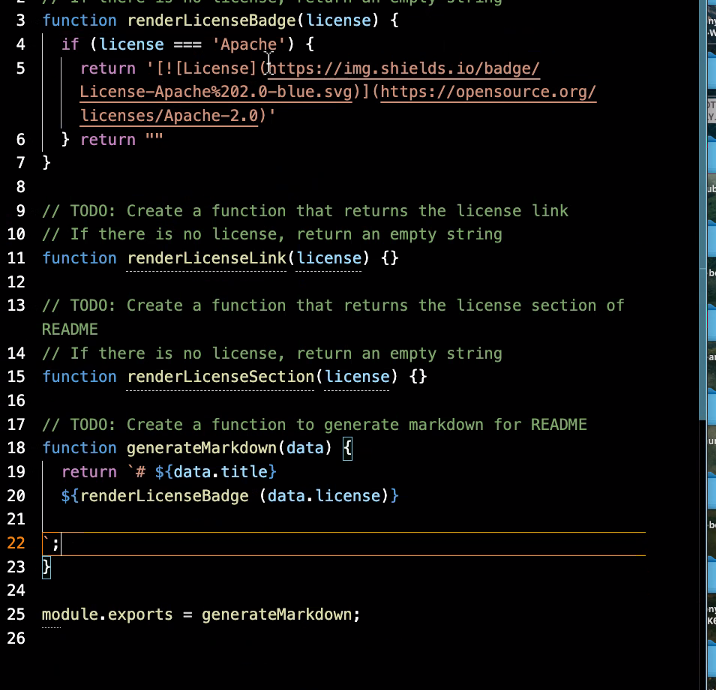 2 // If there is no license, return an empty string
3 function renderLicenseBadge(license) {
4 if (license === 'Apache') {
5 return '[![License](https://img.shields.io/badge/
License-Apache%202.0-blue.svg)](https://opensource.org/
licenses/Apache-2.0)'
6 } return ""
7 }
8
9 // TODO: Create a function that returns the license link
10 // If there is no license, return an empty string
11 function renderLicenseLink(license) {}
12
13 // TODO: Create a function that returns the license section of
README
14 // If there is no license, return an empty string
15 function renderLicenseSection(license) {}
16
17 // TODO: Create a function to generate markdown for README
18 function generateMarkdown(data) {
19 return `# ${data.title}
20 ${renderLicenseBadge (data.license)}
21
22 `;
23 }
24
25 module.exports = generateMarkdown;
26